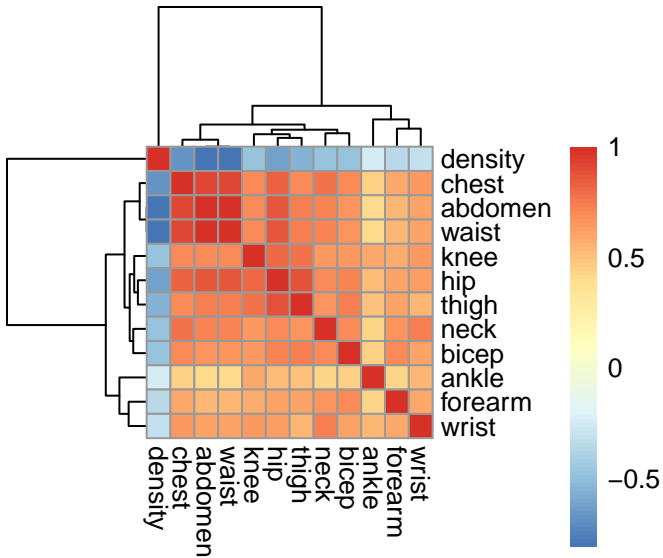 density
chest
abdomen
waist
knee
hip
thigh
neck
bicep
ankle
forearm
wrist
density
chest
abdomen
waist
knee
hip
thigh
neck
bicep
ankle
forearm
wrist
1
0.5
0
−0.5